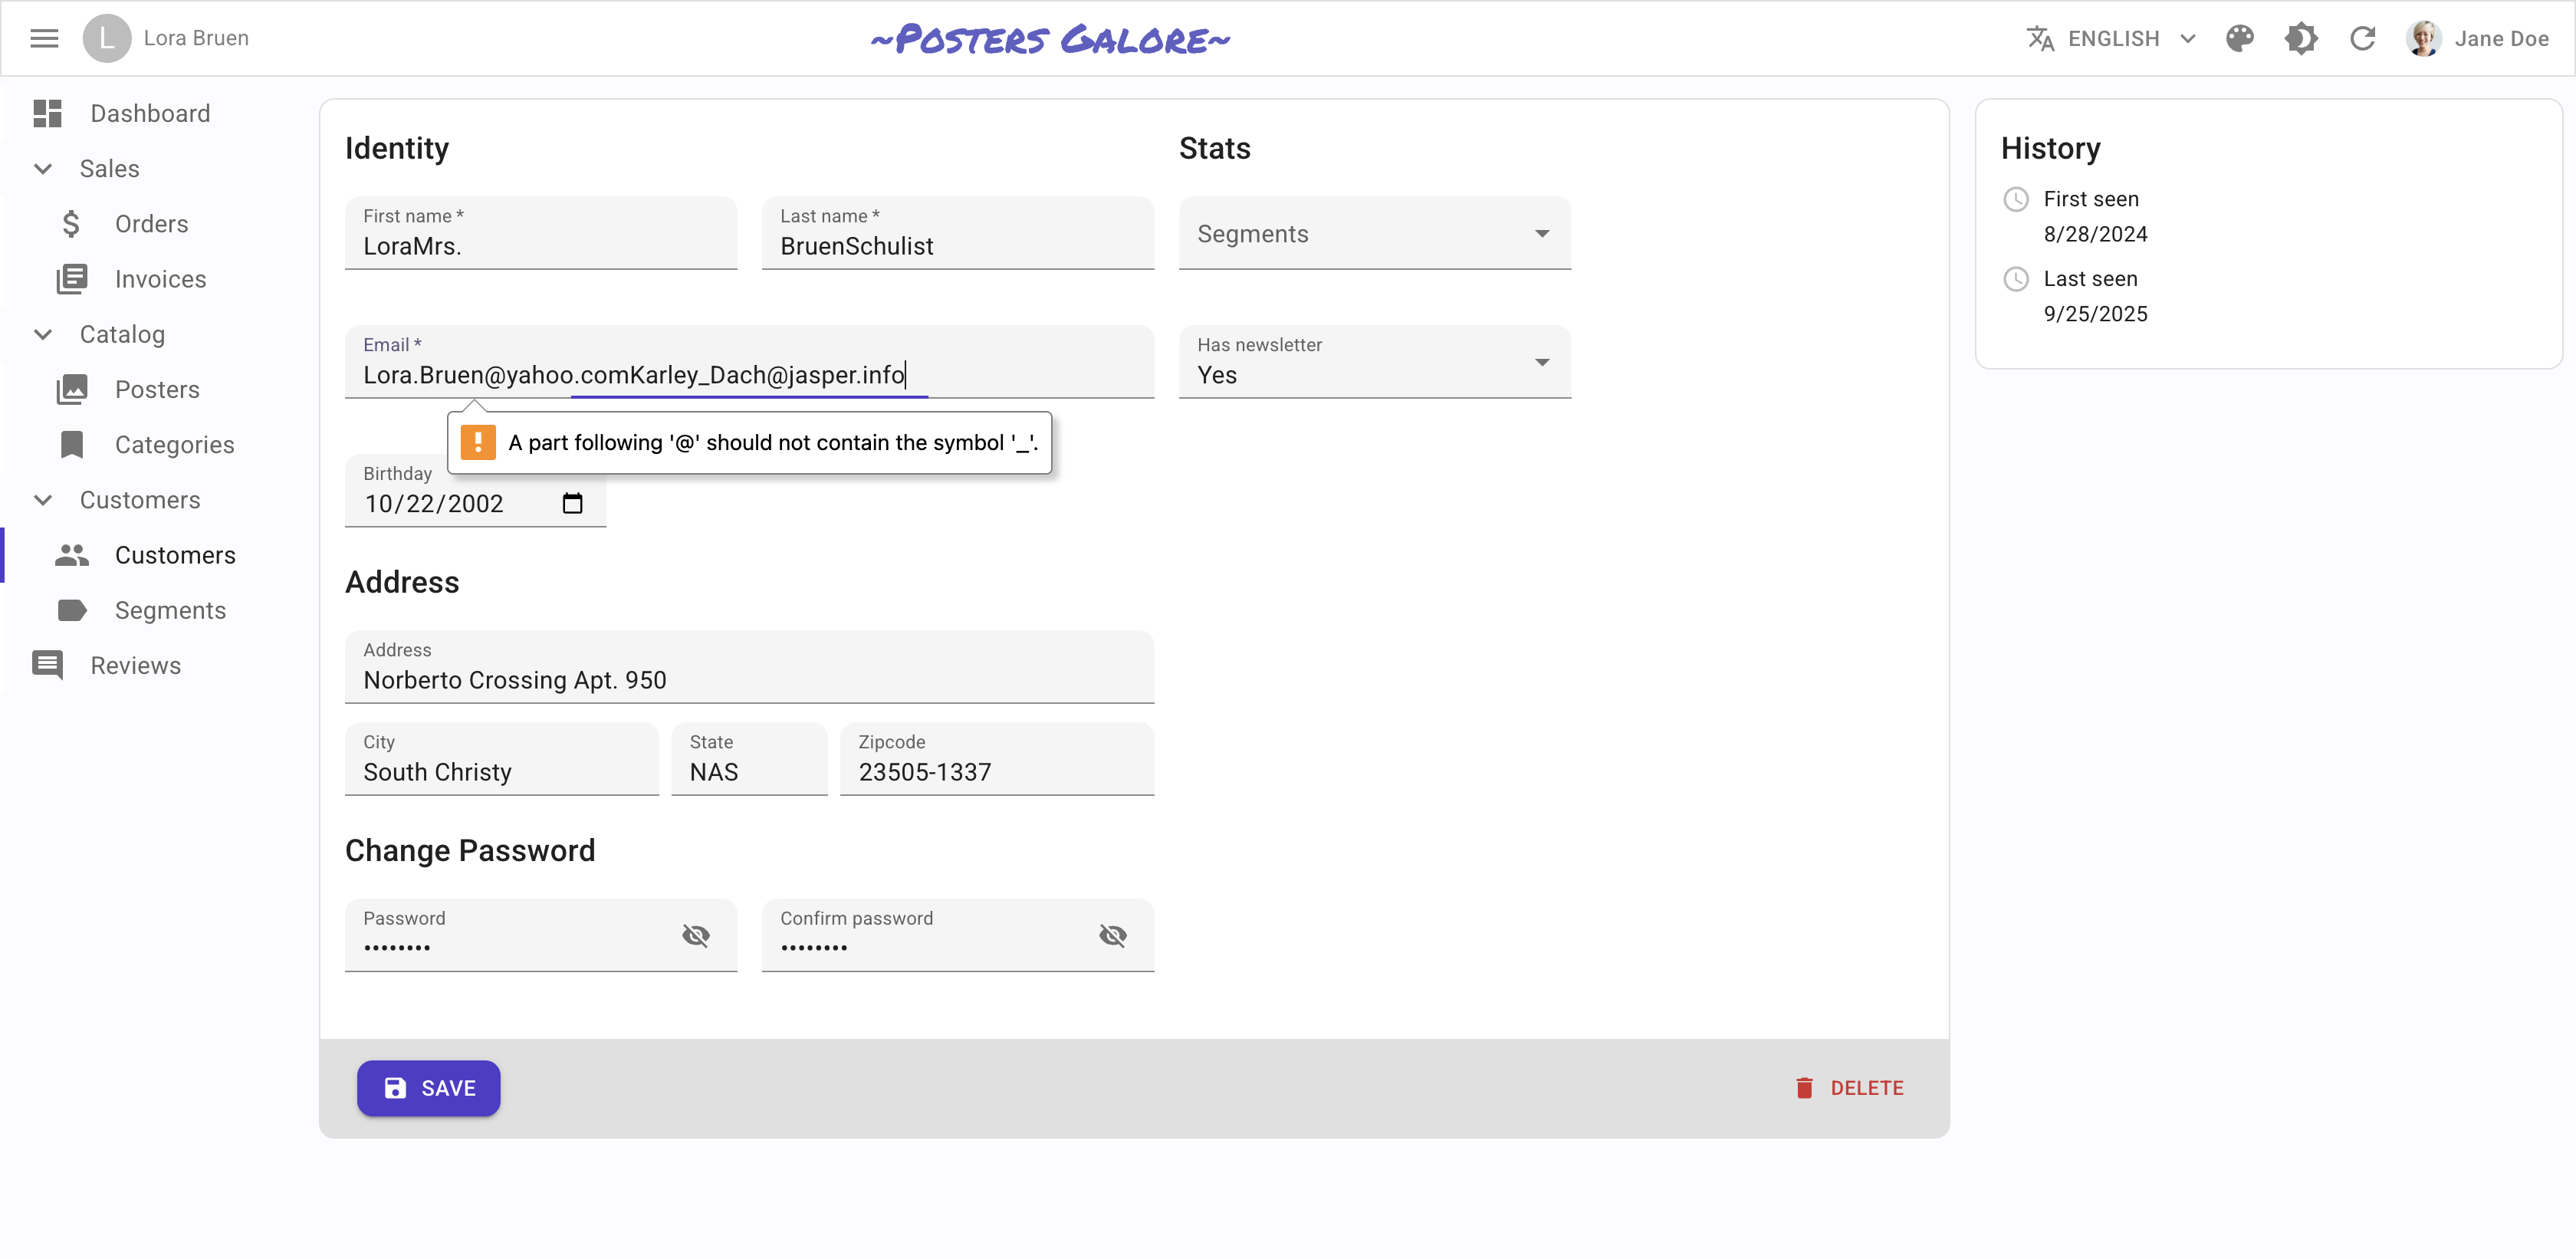 L Lora Bruen
~Posters Galore~
ENGLISH
Jane Doe
Dashboard
Sales
Orders
Invoices
Catalog
Posters
Categories
Customers
Customers
Segments
Reviews
Identity
First name *
LoraMrs.
Last name *
BruenSchulist
Email *
Lora.Bruen@yahoo.comKarley_Dach@jasper.info
A part following '@' should not contain the symbol '_'.
Birthday
10/22/2002
Stats
Segments
Has newsletter
Yes
Address
Address
Norberto Crossing Apt. 950
City
South Christy
State
NAS
Zipcode
23505-1337
Change Password
Password
••••••••
Confirm password
••••••••
SAVE
DELETE
History
First seen
8/28/2024
Last seen
9/25/2025